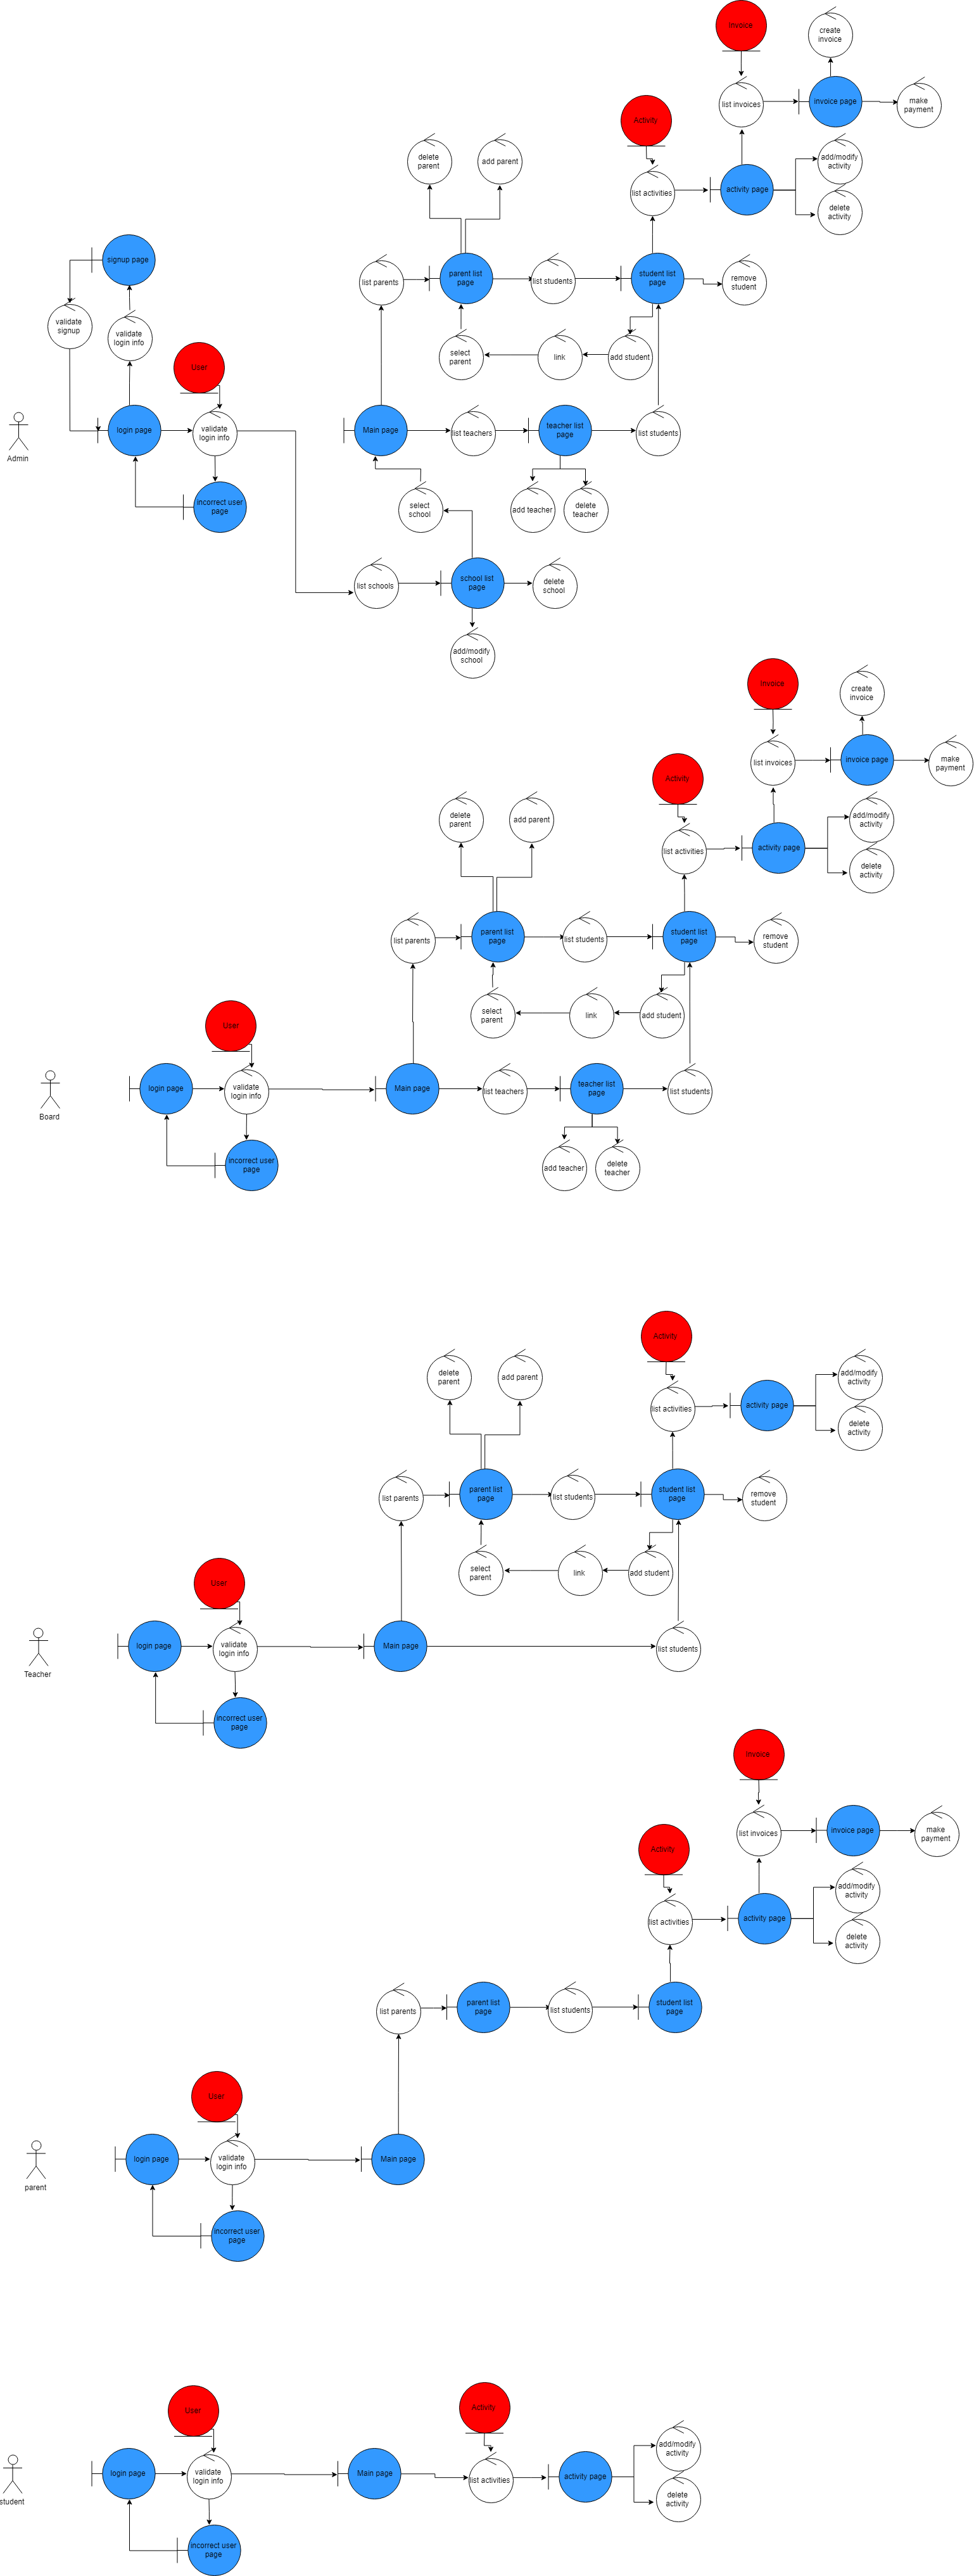 Invoice
create
invoice
list invoices
invoice page
make
payment
Activity
delete
parent
add parent
add/modify
activity
list activities
activity page
delete
activity
signup page
list parents
parent list
page
list students
student list
page
remove
student
validate
signup
validate
login info
select
parent
link
add student
User
Admin
login page
validate
login info
Main page
list teachers
teacher list
page
list students
incorrect user
page
select
school
add teacher
delete
teacher
list schools
school list
page
delete
school
add/modify
school
Invoice
create
invoice
list invoices
invoice page
make
payment
Activity
delete
parent
add parent
add/modify
activity
list activities
activity page
delete
activity
list parents
parent list
page
list students
student list
page
remove
student
select
parent
link
add student
User
Board
login page
validate
login info
Main page
list teachers
teacher list
page
list students
incorrect user
page
add teacher
delete
teacher
Activity
delete
parent
add parent
add/modify
activity
list activities
activity page
delete
activity
list parents
parent list
page
list students
student list
page
remove
student
select
parent
link
add student
User
Teacher
login page
validate
login info
Main page
list students
incorrect user
page
Invoice
list invoices
invoice page
make
payment
Activity
add/modify
activity
list activities
activity page
delete
activity
list parents
parent list
page
list students
student list
page
User
parent
login page
validate
login info
Main page
incorrect user
page
User
Activity
add/modify
activity
student
login page
validate
login info
Main page
list activities
activity page
delete
activity
incorrect user
page